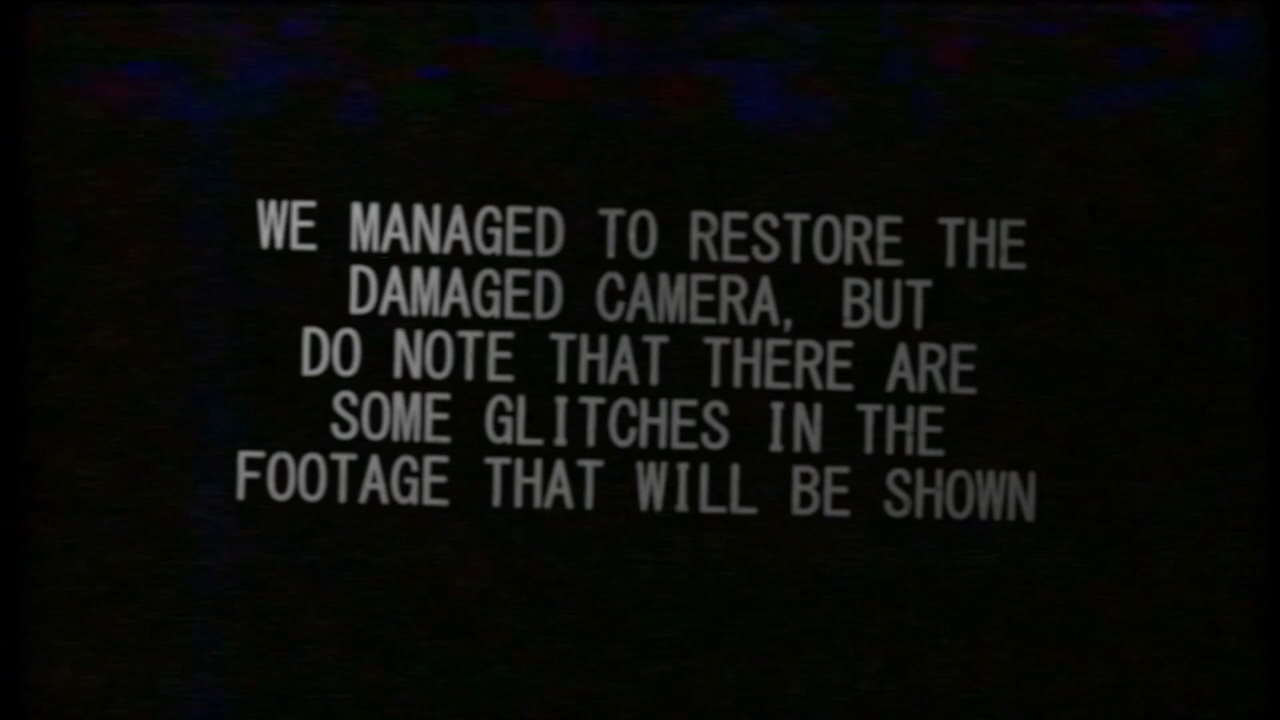 WE MANAGED TO RESTORE THE
DAMAGED CAMERA, BUT
DO NOTE THAT THERE ARE
SOME GLITCHES IN THE
FOOTAGE THAT WILL BE SHOWN